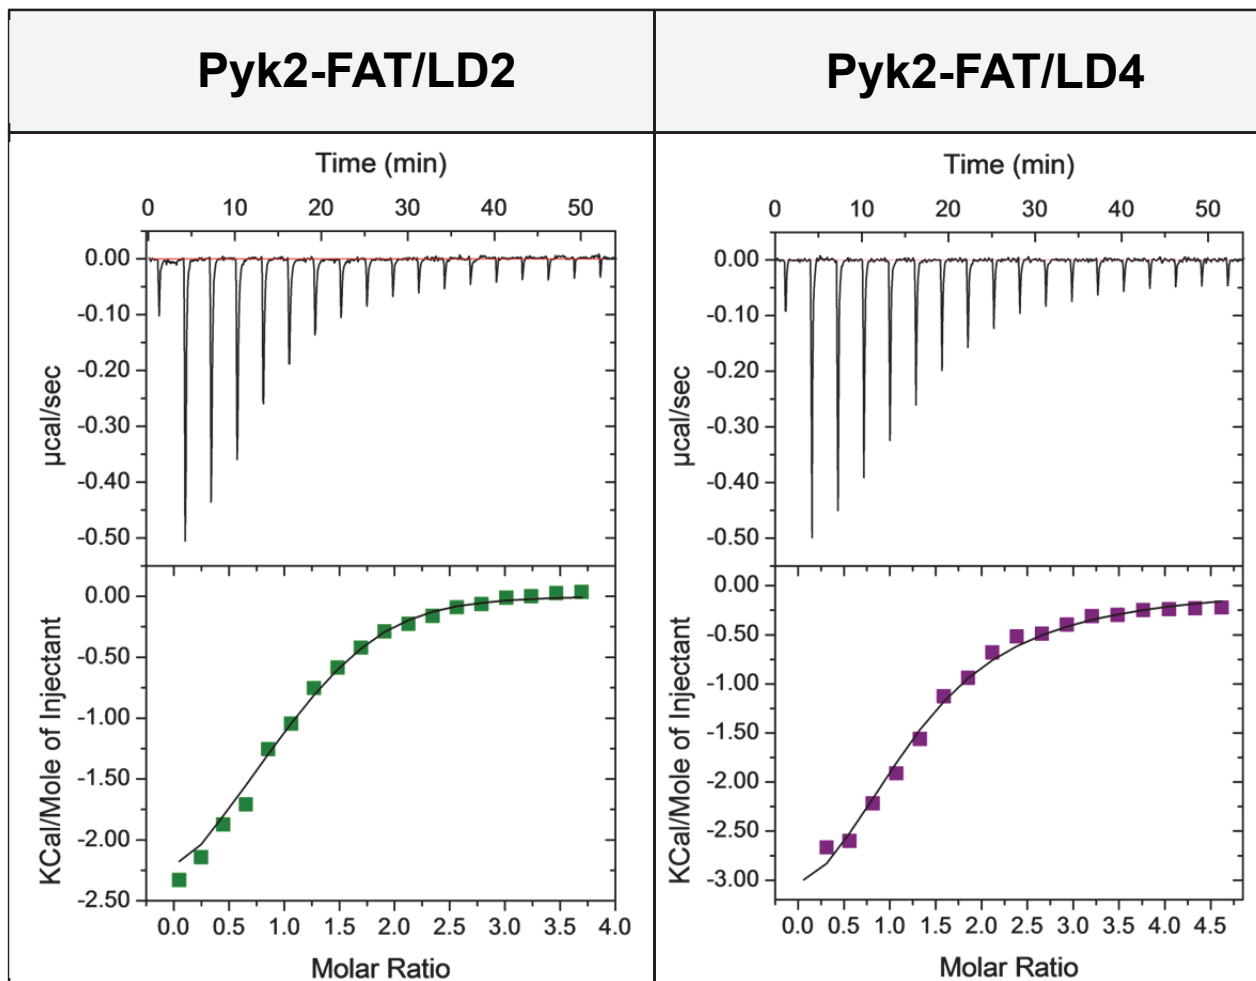 Pyk2-FAT/LD2
Time (min)
0 10 20 30 40 50
0.00
-0.10
-0.20
-0.30
-0.40
-0.50
µcal/sec
0.00
-0.50
-1.00
-1.50
-2.00
-2.50
KCal/Mole of Injectant
0.0 0.5 1.0 1.5 2.0 2.5 3.0 3.5 4.0
Molar Ratio
Pyk2-FAT/LD4
Time (min)
0 10 20 30 40 50
0.00
-0.10
-0.20
-0.30
-0.40
-0.50
µcal/sec
0.00
-0.50
-1.00
-1.50
-2.00
-2.50
-3.00
KCal/Mole of Injectant
0.0 0.5 1.0 1.5 2.0 2.5 3.0 3.5 4.0 4.5
Molar Ratio